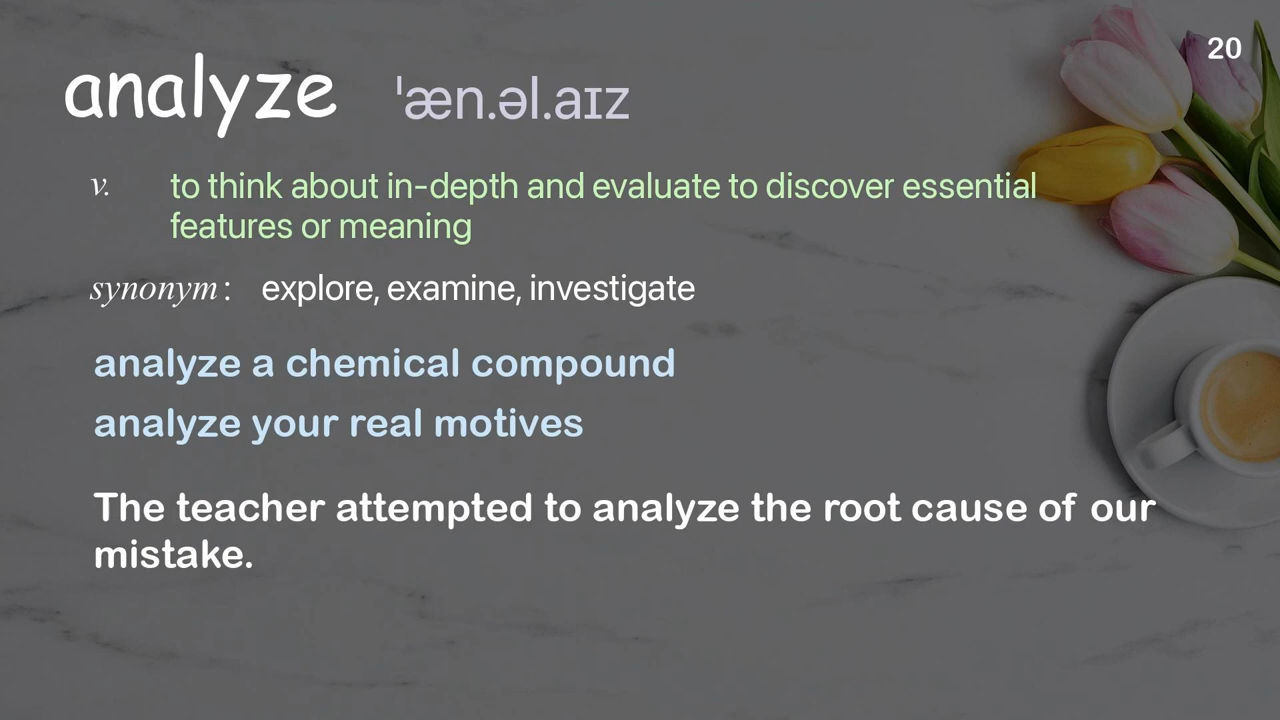 20
analyze ˈæn.əl.aɪz
v. to think about in-depth and evaluate to discover essential
features or meaning
synonym : explore, examine, investigate
analyze a chemical compound
analyze your real motives
The teacher attempted to analyze the root cause of our
mistake.